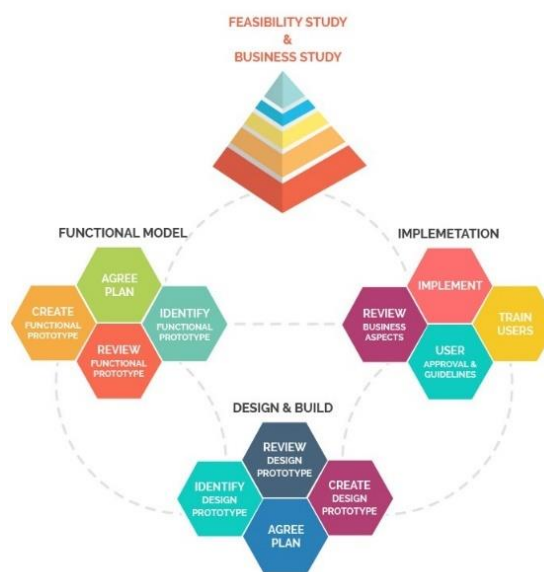 FEASIBILITY STUDY
&
BUSINESS STUDY
FUNCTIONAL MODEL
AGREE
PLAN
CREATE
FUNCTIONAL
PROTOTYPE
IDENTIFY
FUNCTIONAL
PROTOTYPE
REVIEW
FUNCTIONAL
PROTOTYPE
IMPLEMETATION
IMPLEMENT
REVIEW
BUSINESS
ASPECTS
TRAIN
USERS
USER
APPROVAL &
GUIDELINES
DESIGN & BUILD
REVIEW
DESIGN
PROTOTYPE
IDENTIFY
DESIGN
PROTOTYPE
CREATE
DESIGN
PROTOTYPE
AGREE
PLAN